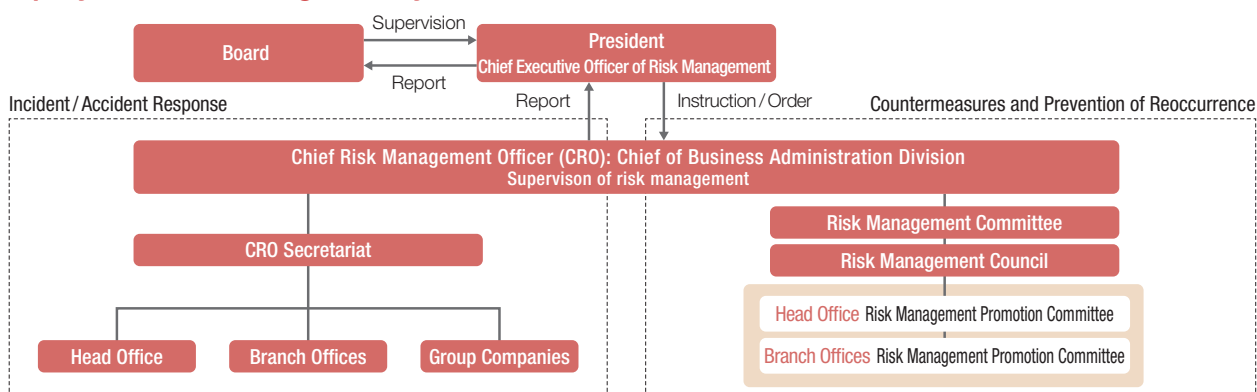 Supervision
Board
President
Chief Executive Officer of Risk Management
Report
Incident / Accident Response
Report
Instruction / Order
Countermeasures and Prevention of Reoccurrence
Chief Risk Management Officer (CRO): Chief of Business Administration Division
Supervison of risk management
CRO Secretariat
Head Office
Branch Offices
Group Companies
Risk Management Committee
Risk Management Council
Head Office Risk Management Promotion Committee
Branch Offices Risk Management Promotion Committee